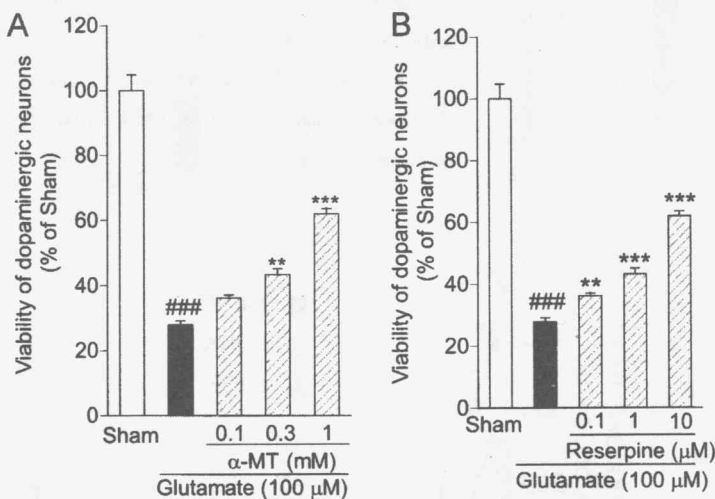 A
Viability of dopaminergic neurons
(% of Sham)
120
100
80
60
40
20
0
###
**
***
Sham
0.1 0.3 1
α-MT (mM)
Glutamate (100 μM)
B
Viability of dopaminergic neurons
(% of Sham)
120
100
80
60
40
20
0
###
**
***
***
Sham
0.1 1 10
Reserpine (μM)
Glutamate (100 μM)